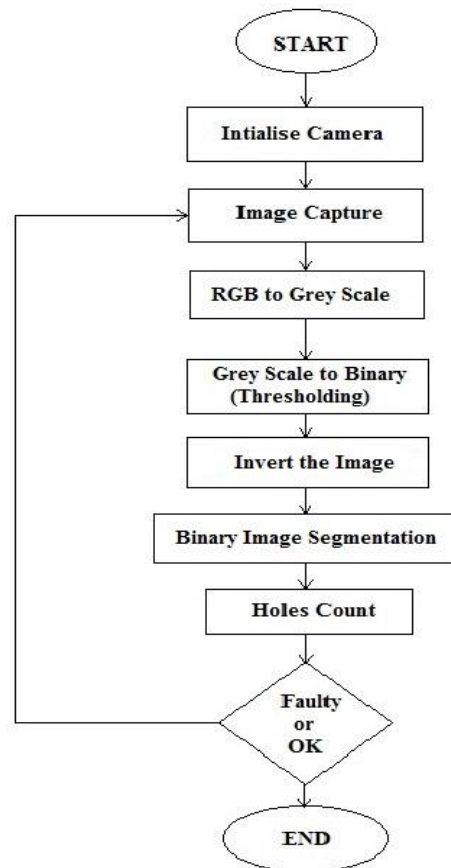 START
Intialise Camera
Image Capture
RGB to Grey Scale
Grey Scale to Binary
(Thresholding)
Invert the Image
Binary Image Segmentation
Holes Count
Faulty
or
OK
END